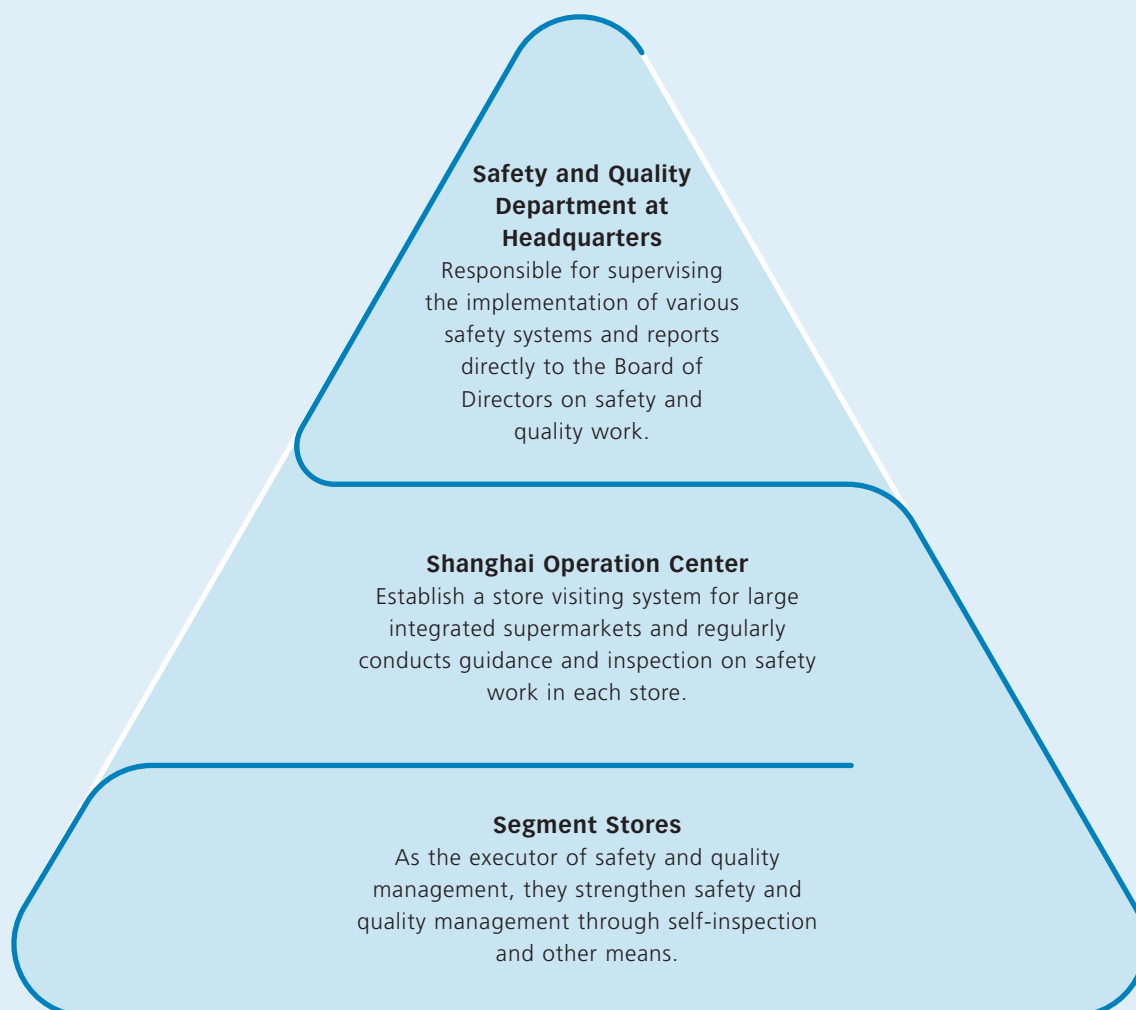 Safety and Quality
Department at
Headquarters
Responsible for supervising
the implementation of various
safety systems and reports
directly to the Board of
Directors on safety and
quality work.
Shanghai Operation Center
Establish a store visiting system for large
integrated supermarkets and regularly
conducts guidance and inspection on safety
work in each store.
Segment Stores
As the executor of safety and quality
management, they strengthen safety and
quality management through self-inspection
and other means.